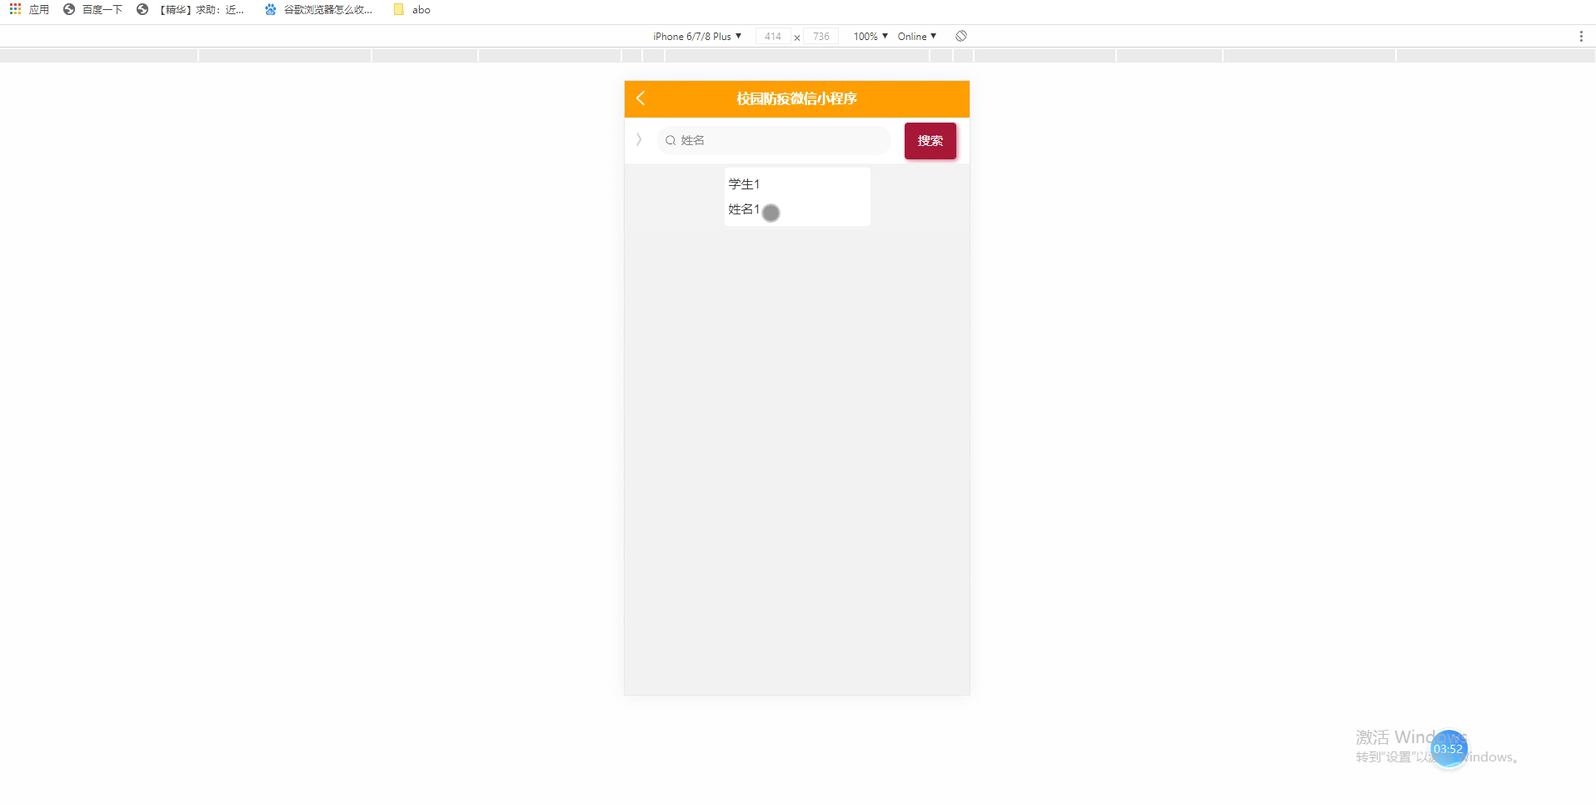 应用 百度一下 【精华】求助：近... 谷歌浏览器怎么收... abo
iPhone 6/7/8 Plus ▼ 414 x 736 100% ▼ Online ▼
校园防疫微信小程序
姓名 搜索
学生1
姓名1
激活 Windows
03:52
转到"设置"以 Windows。